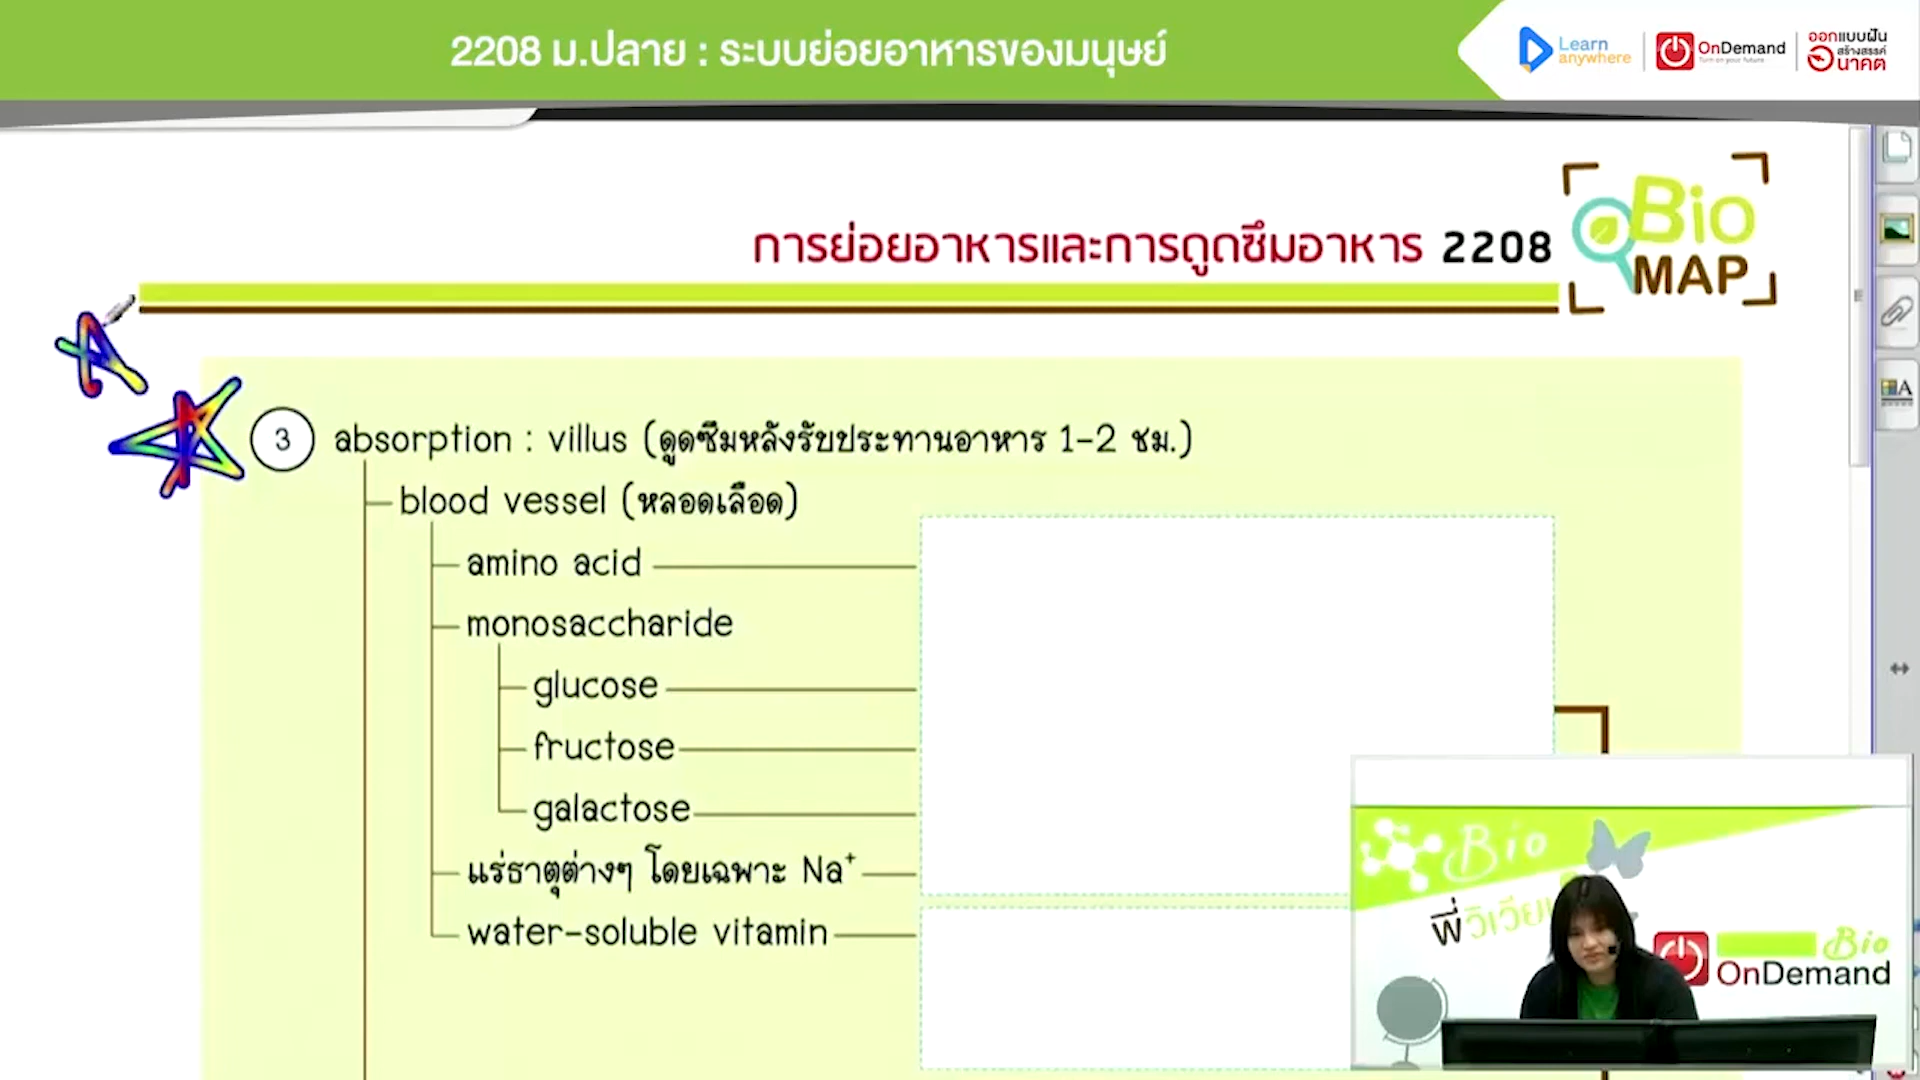 2208 ม.ปลาย : ระบบย่อยอาหารของมนุษย์
Learn anywhere
OnDemand
Turn on your future
ออกแบบฝัน
สร้างสรรค์
อนาคต
การย่อยอาหารและการดูดซึมอาหาร 2208
Bio
MAP
3 absorption : villus (ดูดซึมหลังรับประทานอาหาร 1-2 ชม.)
blood vessel (หลอดเลือด)
amino acid
monosaccharide
glucose
fructose
galactose
แร่ธาตุต่างๆ โดยเฉพาะ Na⁺
water-soluble vitamin
Bio
พี่วิเวียน
Bio
OnDemand